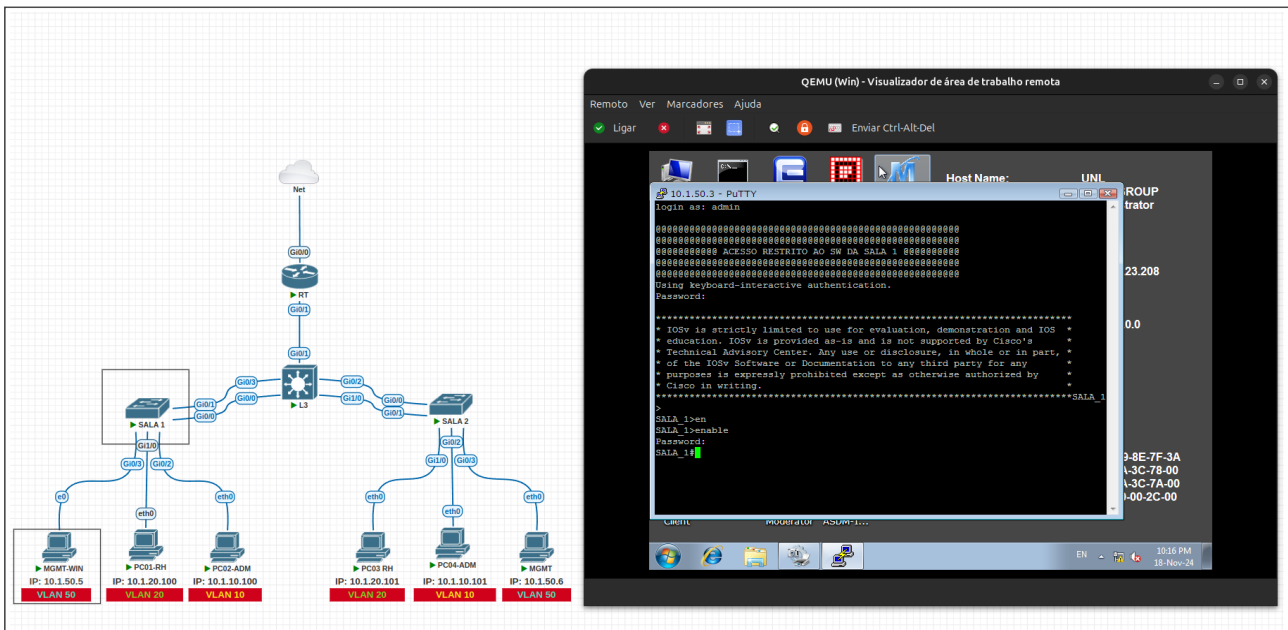 QEMU (Win) - Visualizador de área de trabalho remota
Remoto Ver Marcadores Ajuda
Ligar Enviar Ctrl-Alt-Del
Host Name: UNL
ROUP
trator
23.208
0.0
9-8E-7F-3A
A-3C-78-00
A-3C-7A-00
0-00-2C-00
10.1.50.3 - PuTTY
login as: admin
@@@@@@@@@@@@@@@@@@@@@@@@@@@@@@@@@@@@@@@@@@@@@@@@@@@@@@
@@@@@@@@@@@@@@@@@@@@@@@@@@@@@@@@@@@@@@@@@@@@@@@@@@@@@@
@@@@@@@@@@@ ACESSO RESTRITO AO SW DA SALA 1 @@@@@@@@@@
@@@@@@@@@@@@@@@@@@@@@@@@@@@@@@@@@@@@@@@@@@@@@@@@@@@@@@
@@@@@@@@@@@@@@@@@@@@@@@@@@@@@@@@@@@@@@@@@@@@@@@@@@@@@@
Using keyboard-interactive authentication.
Password:
**************************************************************************
* IOSv is strictly limited to use for evaluation, demonstration and IOS *
* education. IOSv is provided as-is and is not supported by Cisco's *
* Technical Advisory Center. Any use or disclosure, in whole or in part, *
* of the IOSv Software or Documentation to any third party for any *
* purposes is expressly prohibited except as otherwise authorized by *
* Cisco in writing. *
**************************************************************************SALA_1
>
SALA_1>en
SALA_1>enable
Password:
SALA_1#
Client Moderator ASDM-1...
EN 10:16 PM
18-Nov-24
Net
Gi0/0
RT
Gi0/1
Gi0/1
Gi0/3 Gi0/2
Gi0/0 Gi1/0
L3
Gi0/1 Gi0/0
Gi0/0 Gi0/1
SALA 1 SALA 2
Gi1/0 Gi0/2
Gi0/3 Gi0/2 Gi1/0 Gi0/3
e0 eth0 eth0 eth0
eth0 eth0
MGMT-WIN PC01-RH PC02-ADM PC03 RH PC04-ADM MGMT
IP: 10.1.50.5 IP: 10.1.20.100 IP: 10.1.10.100 IP: 10.1.20.101 IP: 10.1.10.101 IP: 10.1.50.6
VLAN 50 VLAN 20 VLAN 10 VLAN 20 VLAN 10 VLAN 50